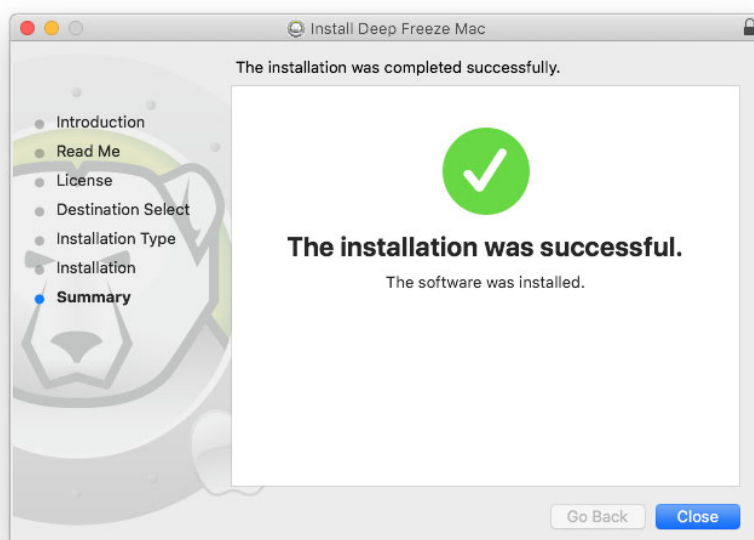 Install Deep Freeze Mac
The installation was completed successfully.
Introduction
Read Me
License
Destination Select
Installation Type
Installation
Summary
The installation was successful.
The software was installed.
Go Back
Close